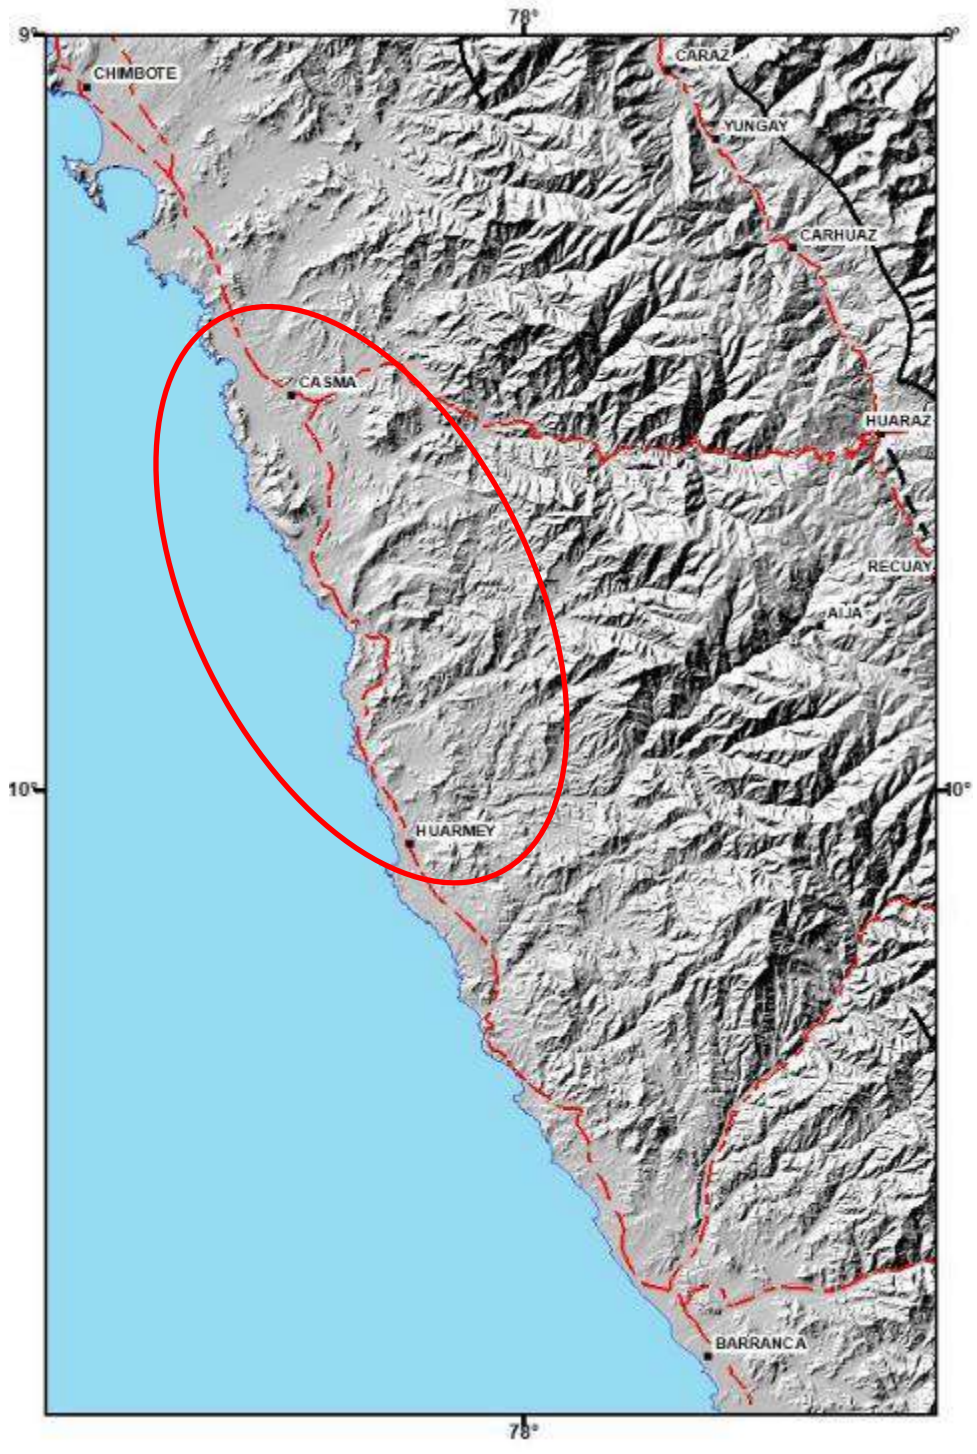 78°
9°
9°
CHIMBOTE
CARAZ
YUNGAY
CARHUAZ
CASMA
HUARAZ
RECUAY
AIJA
10°
10°
HUARMEY
BARRANCA
78°